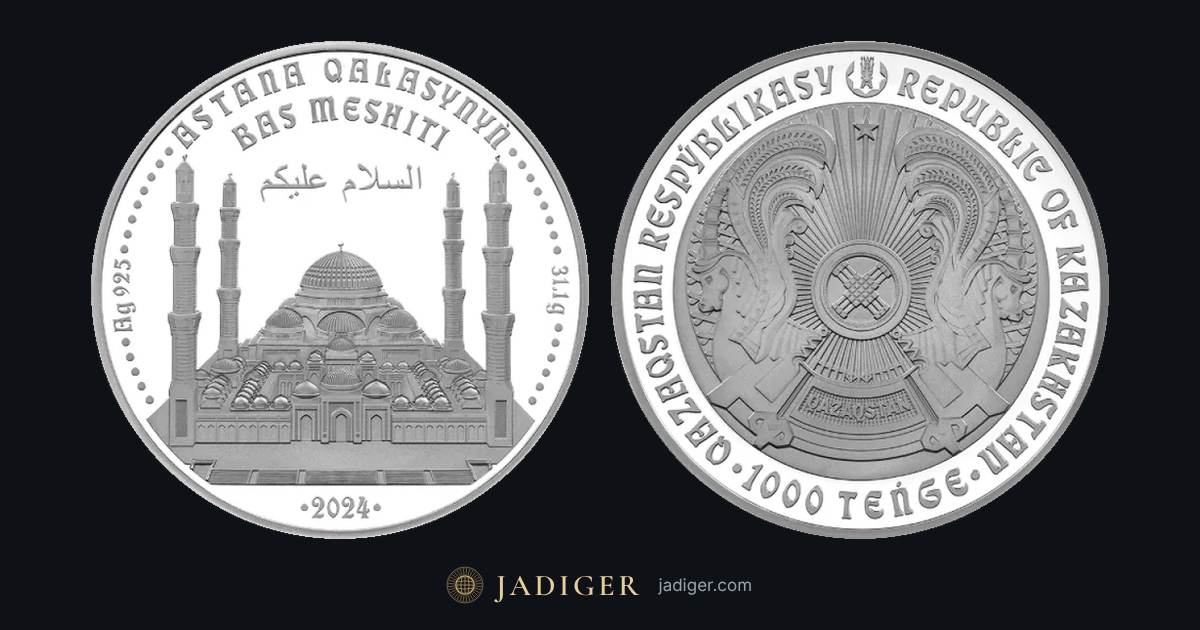 ASTANA QALASYNYŃ
BAS MESHITI
السلام عليكم
Ag 925
31.1g
·2024·
QAZAQSTAN RESPÝBLIKASY
REPUBLIC OF KAZAKHSTAN
QAZAQSTAN
·1000 TEŃGE·
JADIGER
jadiger.com